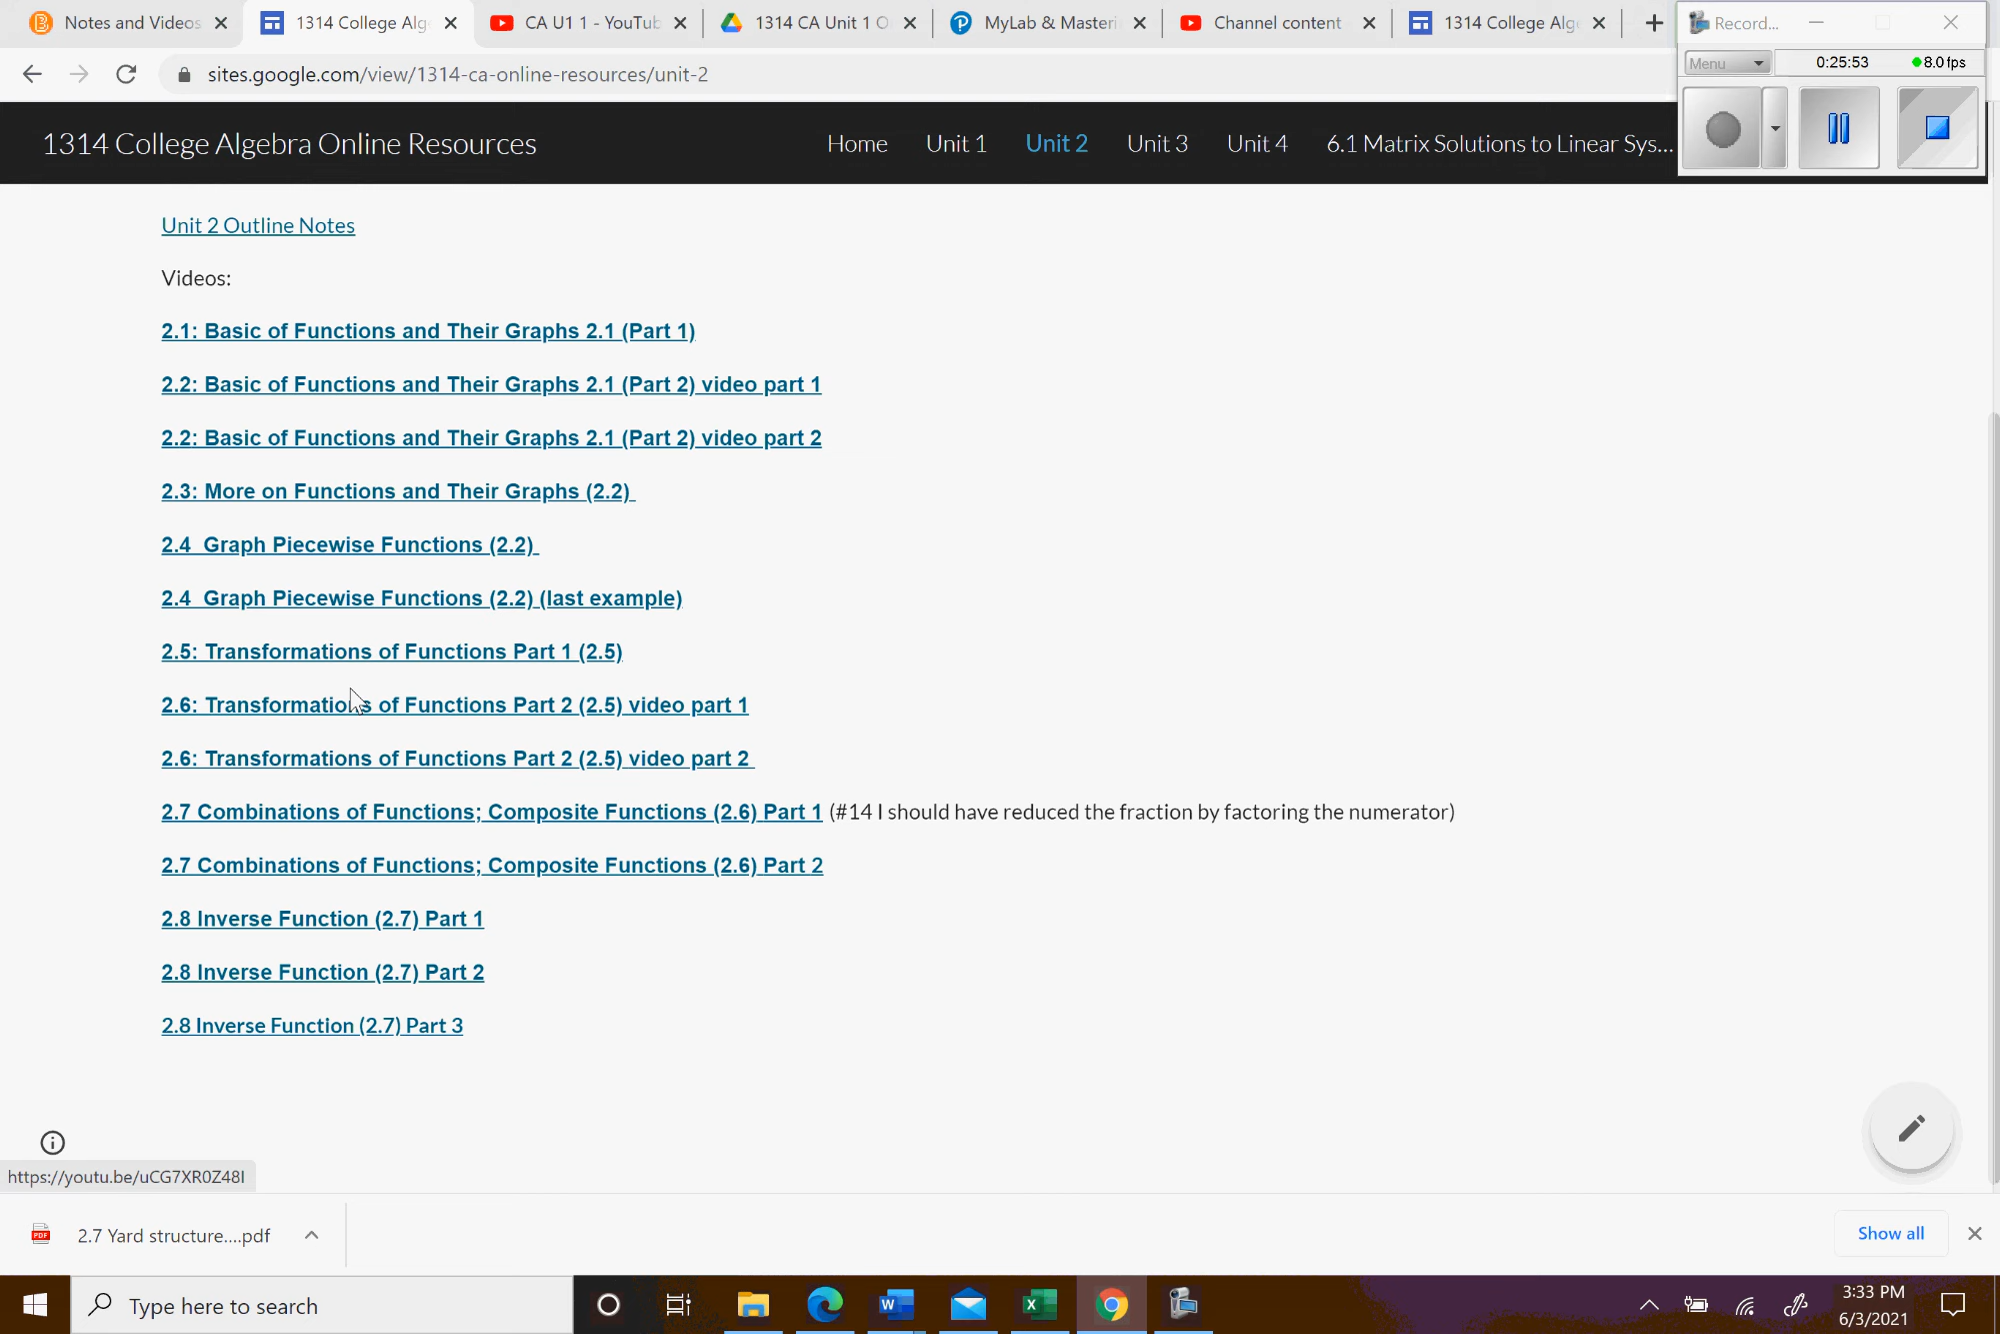 Notes and Videos
1314 College Alg
CA U1 1 - YouTub
1314 CA Unit 1 O
MyLab & Masteri
Channel content
1314 College Alg
Record...
sites.google.com/view/1314-ca-online-resources/unit-2
Menu
0:25:53
8.0 fps
1314 College Algebra Online Resources
Home
Unit 1
Unit 2
Unit 3
Unit 4
6.1 Matrix Solutions to Linear Sys...
Unit 2 Outline Notes
Videos:
2.1: Basic of Functions and Their Graphs 2.1 (Part 1)
2.2: Basic of Functions and Their Graphs 2.1 (Part 2) video part 1
2.2: Basic of Functions and Their Graphs 2.1 (Part 2) video part 2
2.3: More on Functions and Their Graphs (2.2)
2.4 Graph Piecewise Functions (2.2)
2.4 Graph Piecewise Functions (2.2) (last example)
2.5: Transformations of Functions Part 1 (2.5)
2.6: Transformations of Functions Part 2 (2.5) video part 1
2.6: Transformations of Functions Part 2 (2.5) video part 2
2.7 Combinations of Functions; Composite Functions (2.6) Part 1 (#14 I should have reduced the fraction by factoring the numerator)
2.7 Combinations of Functions; Composite Functions (2.6) Part 2
2.8 Inverse Function (2.7) Part 1
2.8 Inverse Function (2.7) Part 2
2.8 Inverse Function (2.7) Part 3
https://youtu.be/uCG7XR0Z48I
2.7 Yard structure....pdf
Show all
Type here to search
3:33 PM
6/3/2021